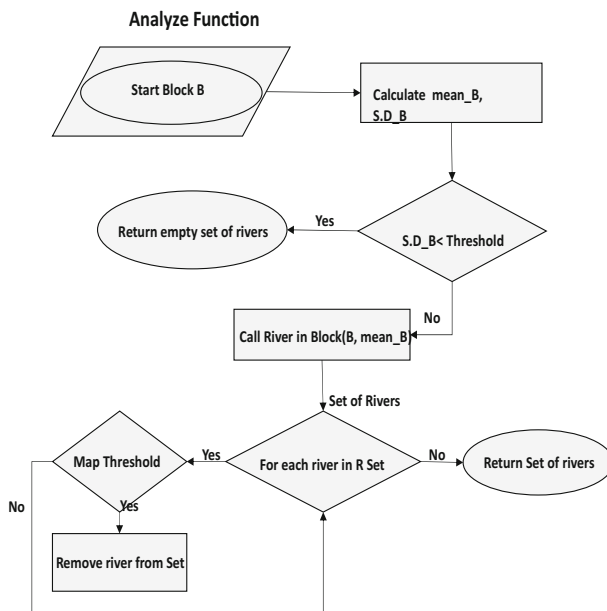 Analyze Function
Start Block B
Calculate mean_B,
S.D_B
Return empty set of rivers
Yes
S.D_B< Threshold
No
Call River in Block(B, mean_B)
Set of Rivers
Map Threshold
Yes
For each river in R Set
No
Return Set of rivers
No
Yes
Remove river from Set